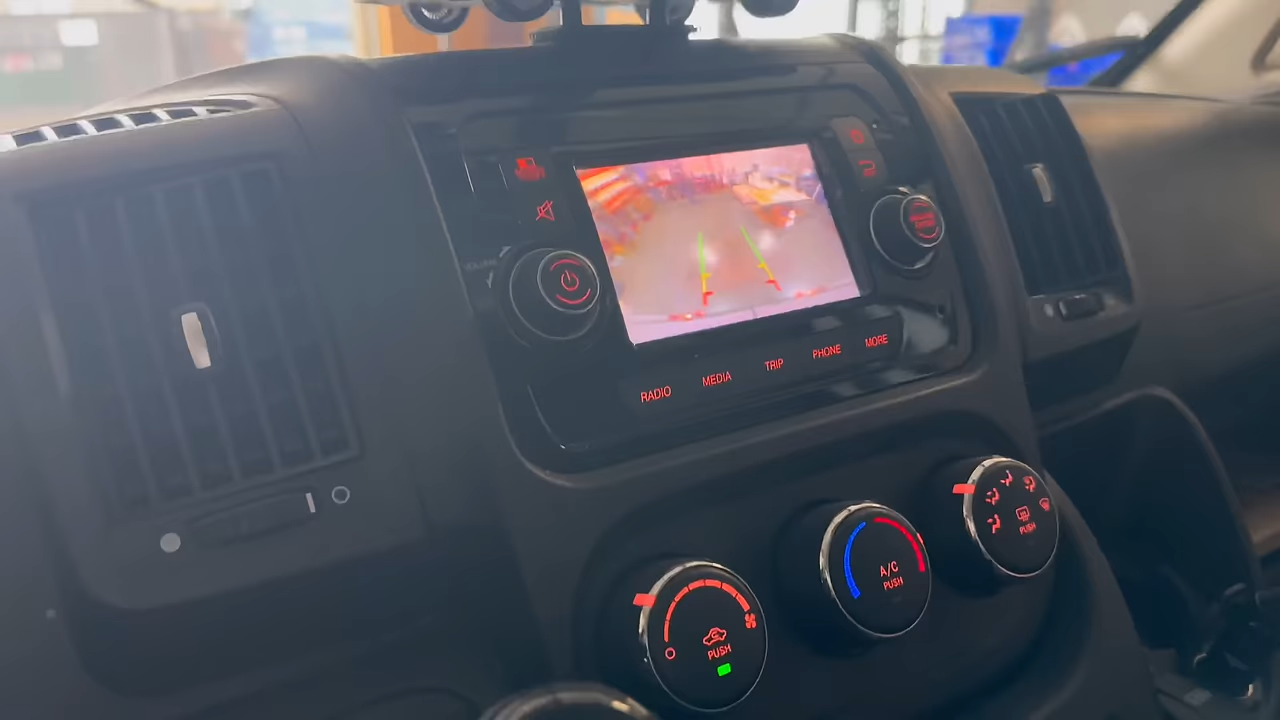 RADIO
MEDIA
TRIP
PHONE
MORE
PUSH
A/C
PUSH
PUSH